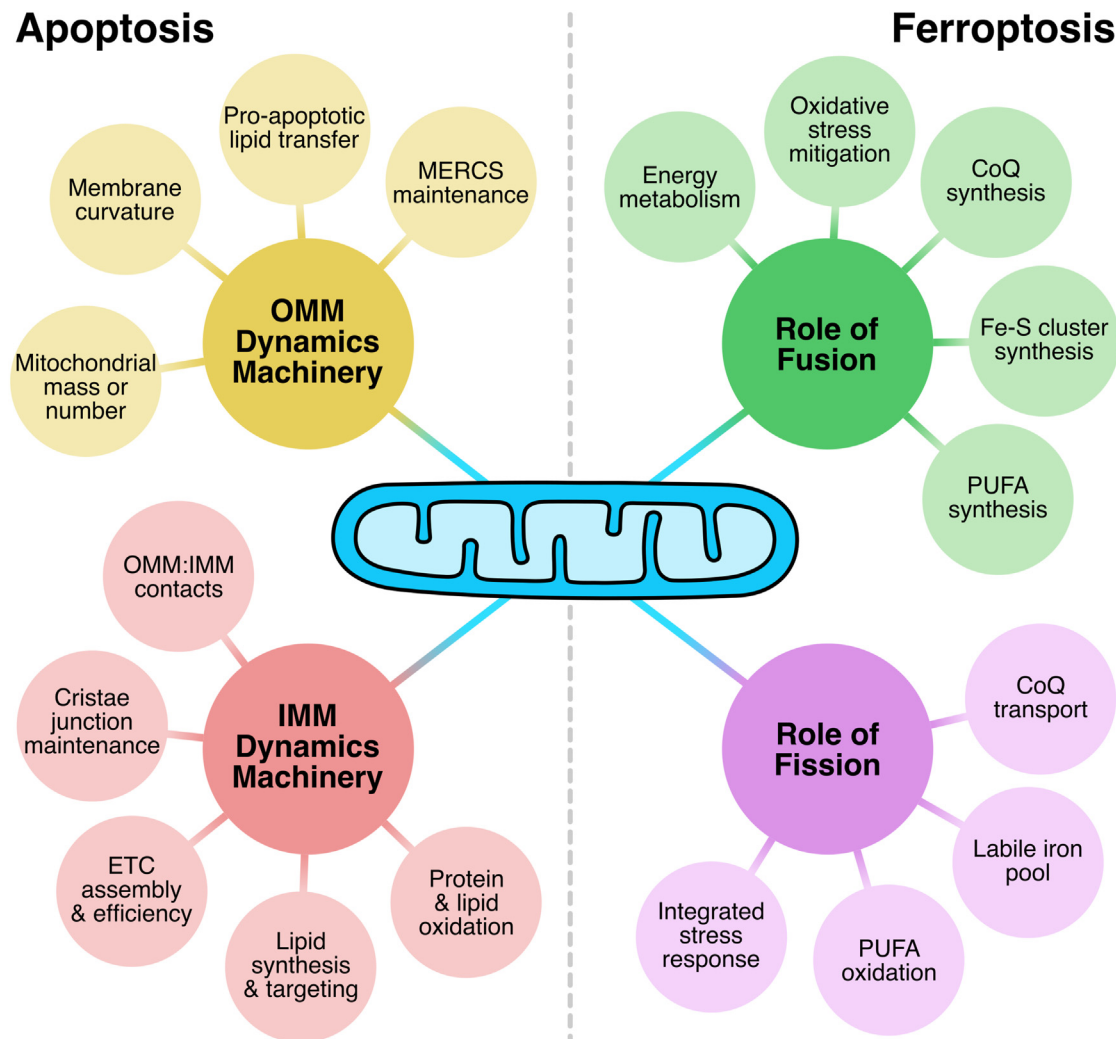 Apoptosis
Ferroptosis
Pro-apoptotic
lipid transfer
MERCS
maintenance
Membrane
curvature
Mitochondrial
mass or
number
OMM
Dynamics
Machinery
Energy
metabolism
Oxidative
stress
mitigation
CoQ
synthesis
Fe-S cluster
synthesis
PUFA
synthesis
Role of
Fusion
OMM:IMM
contacts
Cristae
junction
maintenance
ETC
assembly
& efficiency
Lipid
synthesis
& targeting
Protein
& lipid
oxidation
IMM
Dynamics
Machinery
Role of
Fission
CoQ
transport
Labile iron
pool
PUFA
oxidation
Integrated
stress
response